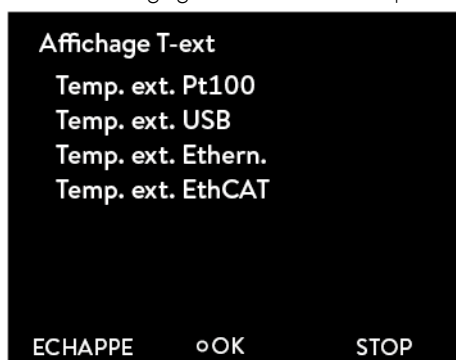 Affichage T-ext
Temp. ext. Pt100
Temp. ext. USB
Temp. ext. Ethern.
Temp. ext. EthCAT
ECHAPPE OK STOP